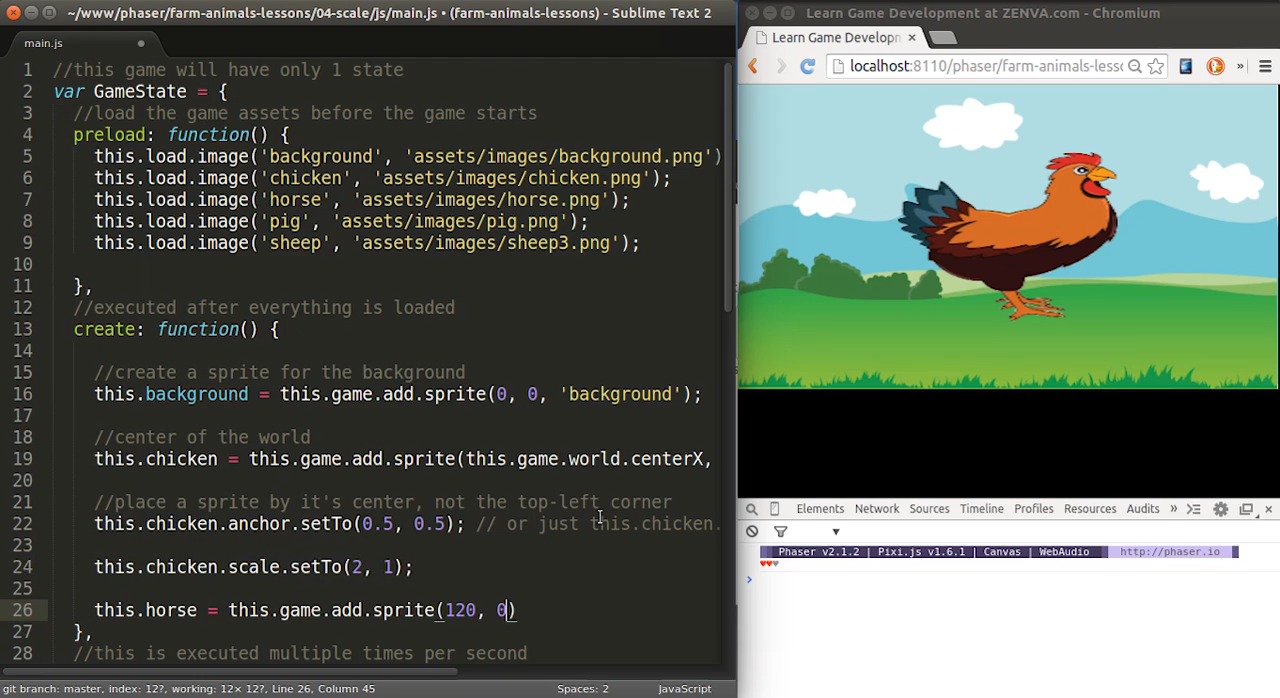 ~/www/phaser/farm-animals-lessons/04-scale/js/main.js • (farm-animals-lessons) - Sublime Text 2
main.js
1 //this game will have only 1 state
2 var GameState = {
3 //load the game assets before the game starts
4 preload: function() {
5 this.load.image('background', 'assets/images/background.png')
6 this.load.image('chicken', 'assets/images/chicken.png');
7 this.load.image('horse', 'assets/images/horse.png');
8 this.load.image('pig', 'assets/images/pig.png');
9 this.load.image('sheep', 'assets/images/sheep3.png');
10
11 },
12 //executed after everything is loaded
13 create: function() {
14
15 //create a sprite for the background
16 this.background = this.game.add.sprite(0, 0, 'background');
17
18 //center of the world
19 this.chicken = this.game.add.sprite(this.game.world.centerX,
20
21 //place a sprite by it's center, not the top-left corner
22 this.chicken.anchor.setTo(0.5, 0.5); // or just this.chicken.
23
24 this.chicken.scale.setTo(2, 1);
25
26 this.horse = this.game.add.sprite(120, 0)
27 },
28 //this is executed multiple times per second
git branch: master, index: 12?, working: 12× 12?, Line 26, Column 45
Spaces: 2
JavaScript
Learn Game Development at ZENVA.com - Chromium
Learn Game Developn
localhost:8110/phaser/farm-animals-lesso
»
Elements Network Sources Timeline Profiles Resources Audits »
Phaser v2.1.2 | Pixi.js v1.6.1 | Canvas | WebAudio http://phaser.io
♥♥♥
>